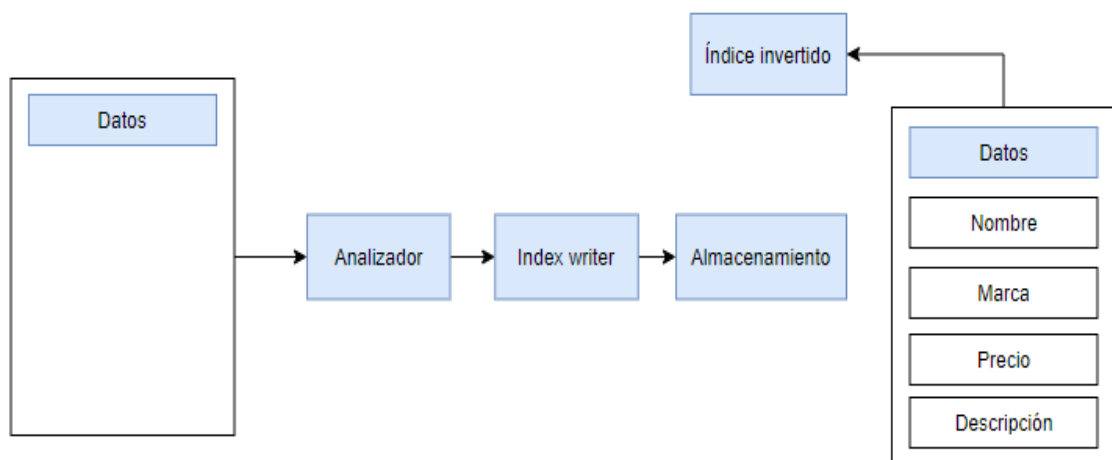 Índice invertido
Datos
Analizador
Index writer
Almacenamiento
Datos
Nombre
Marca
Precio
Descripción